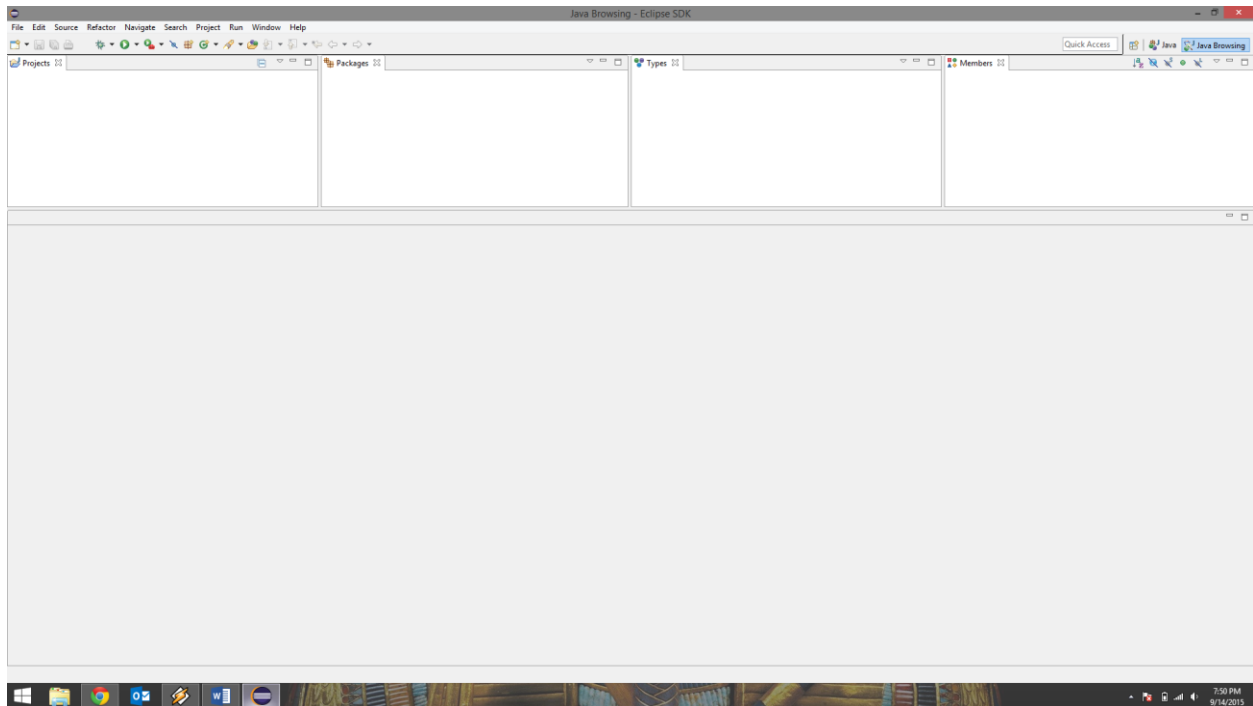 Java Browsing - Eclipse SDK
File Edit Source Refactor Navigate Search Project Run Window Help
Quick Access Java Java Browsing
Projects Packages Types Members
7:50 PM
9/14/2015